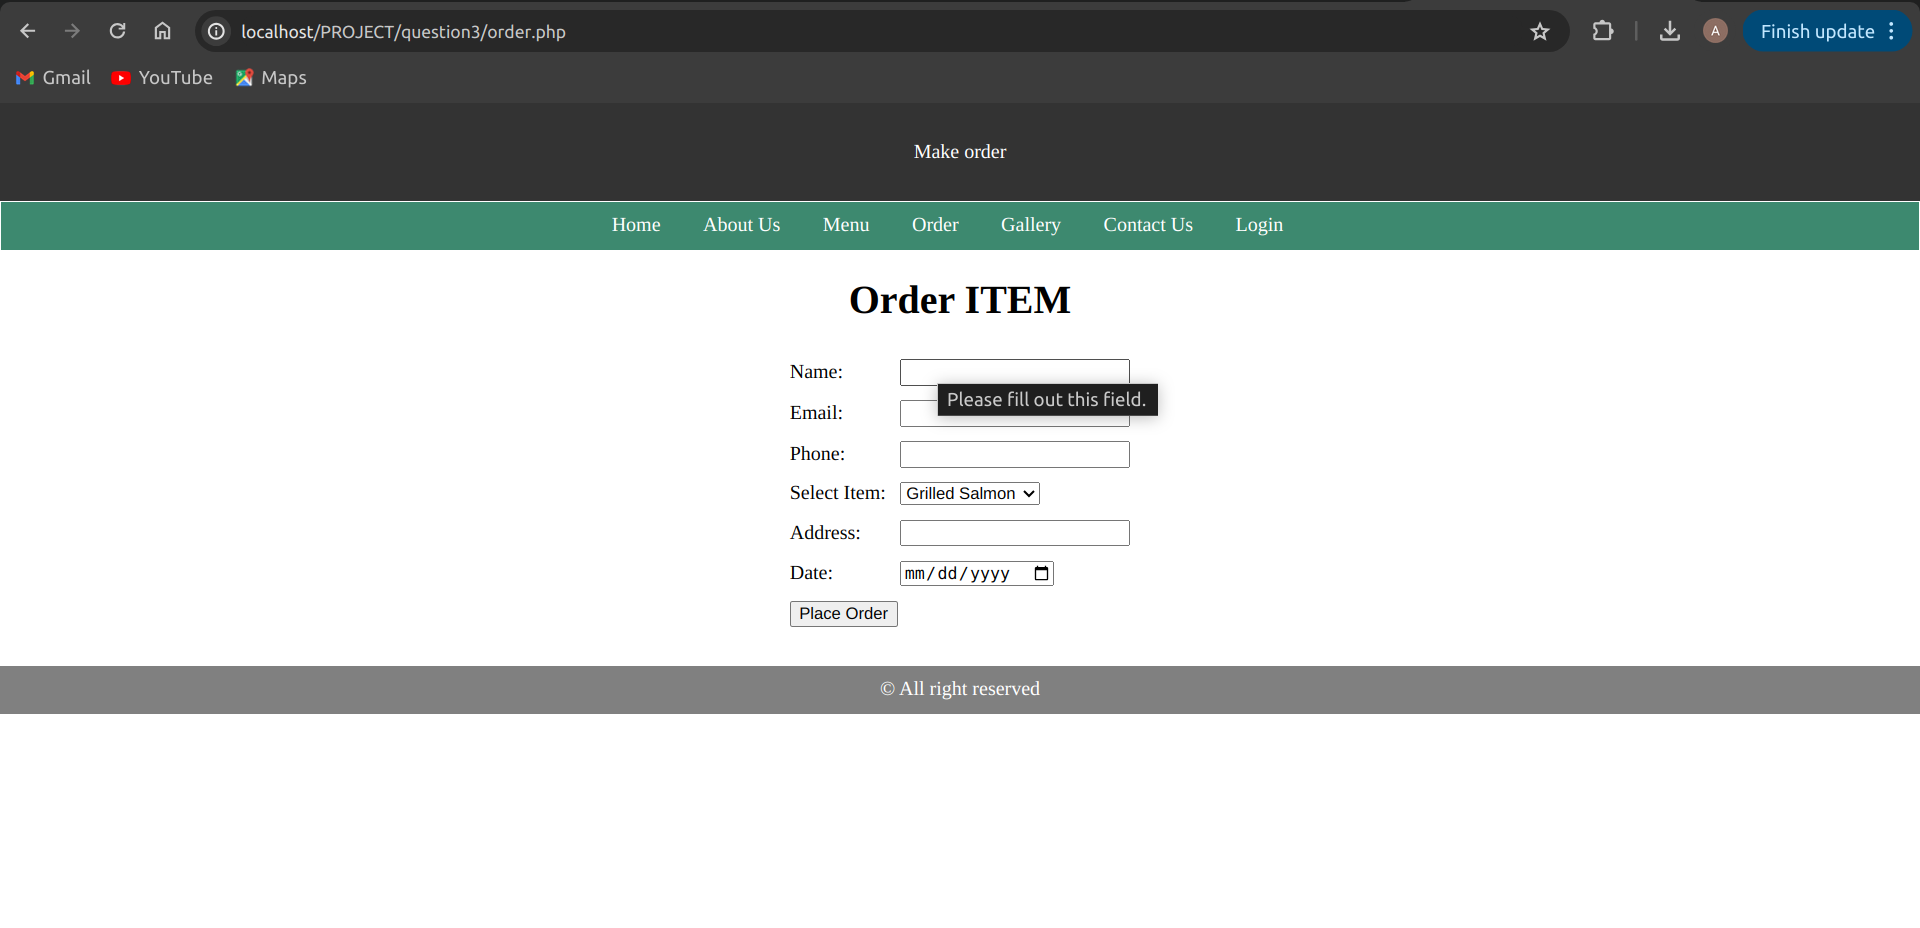 localhost/PROJECT/question3/order.php A Finish update
Gmail YouTube Maps
Make order
Home About Us Menu Order Gallery Contact Us Login
Order ITEM
Name:
Please fill out this field.
Email:
Phone:
Select Item: Grilled Salmon
Address:
Date: mm/dd/yyyy
Place Order
© All right reserved